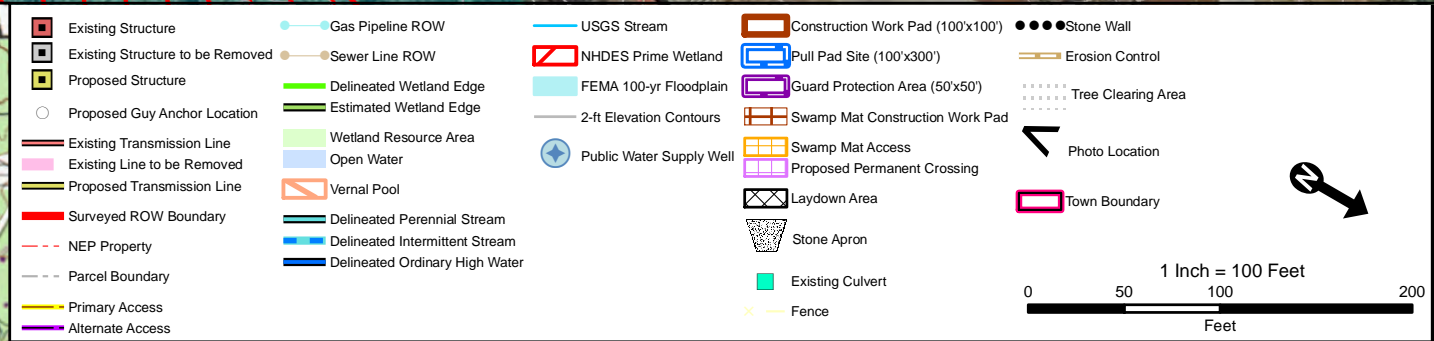 Existing Structure
Existing Structure to be Removed
Proposed Structure
Proposed Guy Anchor Location
Existing Transmission Line
Existing Line to be Removed
Proposed Transmission Line
Surveyed ROW Boundary
NEP Property
Parcel Boundary
Primary Access
Alternate Access
Gas Pipeline ROW
Sewer Line ROW
Delineated Wetland Edge
Estimated Wetland Edge
Wetland Resource Area
Open Water
Vernal Pool
Delineated Perennial Stream
Delineated Intermittent Stream
Delineated Ordinary High Water
USGS Stream
NHDES Prime Wetland
FEMA 100-yr Floodplain
2-ft Elevation Contours
Public Water Supply Well
Construction Work Pad (100'x100')
Pull Pad Site (100'x300')
Guard Protection Area (50'x50')
Swamp Mat Construction Work Pad
Swamp Mat Access
Proposed Permanent Crossing
Laydown Area
Stone Apron
Existing Culvert
Fence
Stone Wall
Erosion Control
Tree Clearing Area
Photo Location
Town Boundary
N
1 Inch = 100 Feet
0 50 100 200
Feet